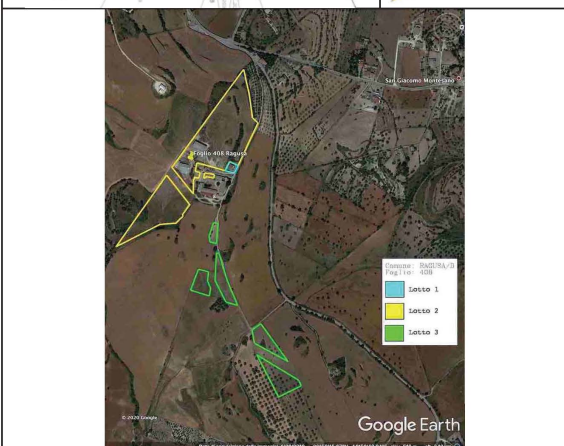 San Giacomo Montesano
Foglio 408 Ragusa
Comune: RAGUSA/D
Foglio: 408
Lotto 1
Lotto 2
Lotto 3
© 2020 Google
Google Earth